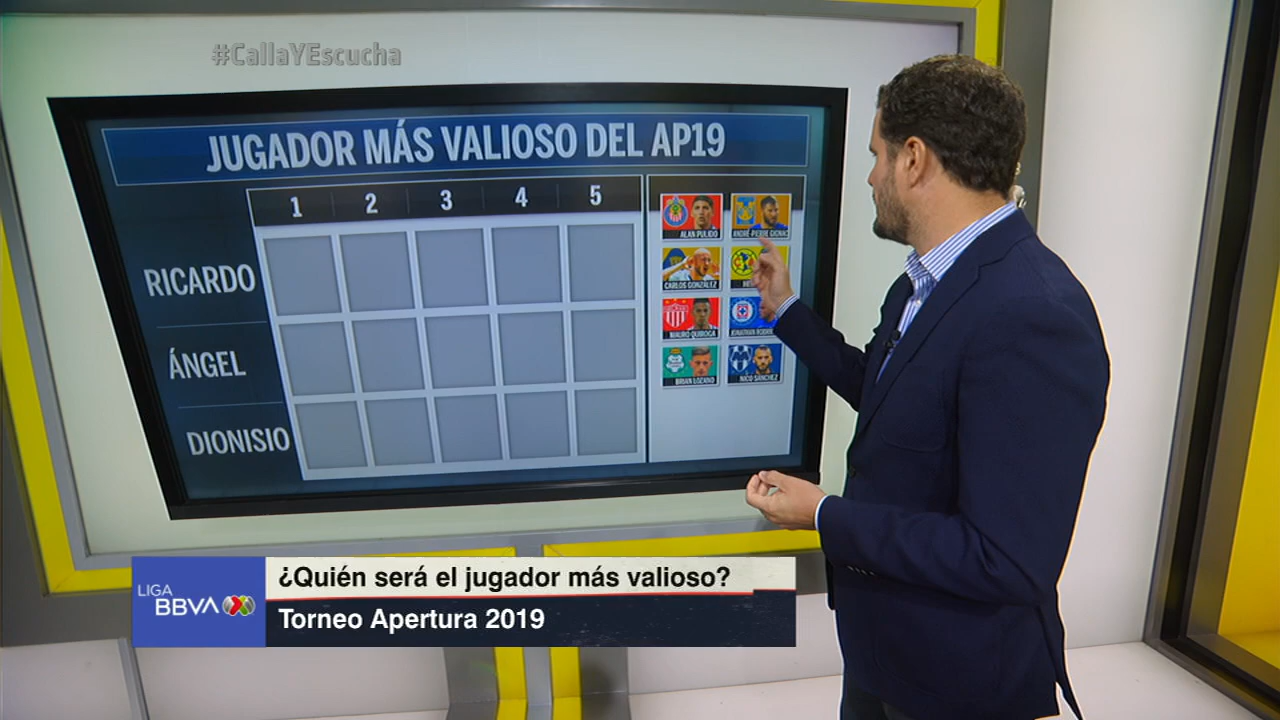 #CallaYEscucha
JUGADOR MÁS VALIOSO DEL AP19
1 2 3 4 5
RICARDO
ÁNGEL
DIONISIO
ALAN PULIDO
ANDRÉ-PIERRE GIGNAC
CARLOS GONZÁLEZ
MAURO QUIROGA
JONATHAN
BRIAN LOZANO
NICO SÁNCHEZ
¿Quién será el jugador más valioso?
Torneo Apertura 2019
LIGA
BBVA